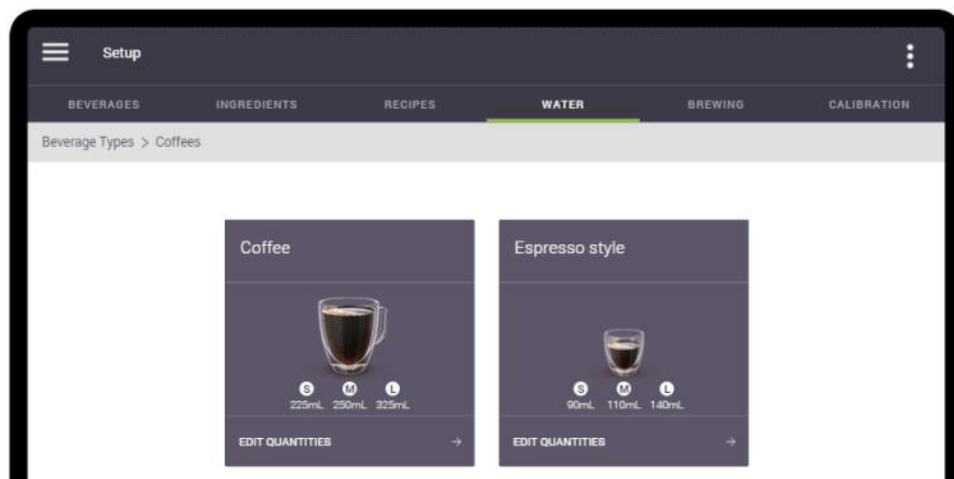 Setup
BEVERAGES INGREDIENTS RECIPES WATER BREWING CALIBRATION
Beverage Types > Coffees
Coffee
S M L
225mL 250mL 325mL
EDIT QUANTITIES →
Espresso style
S M L
90mL 110mL 140mL
EDIT QUANTITIES →